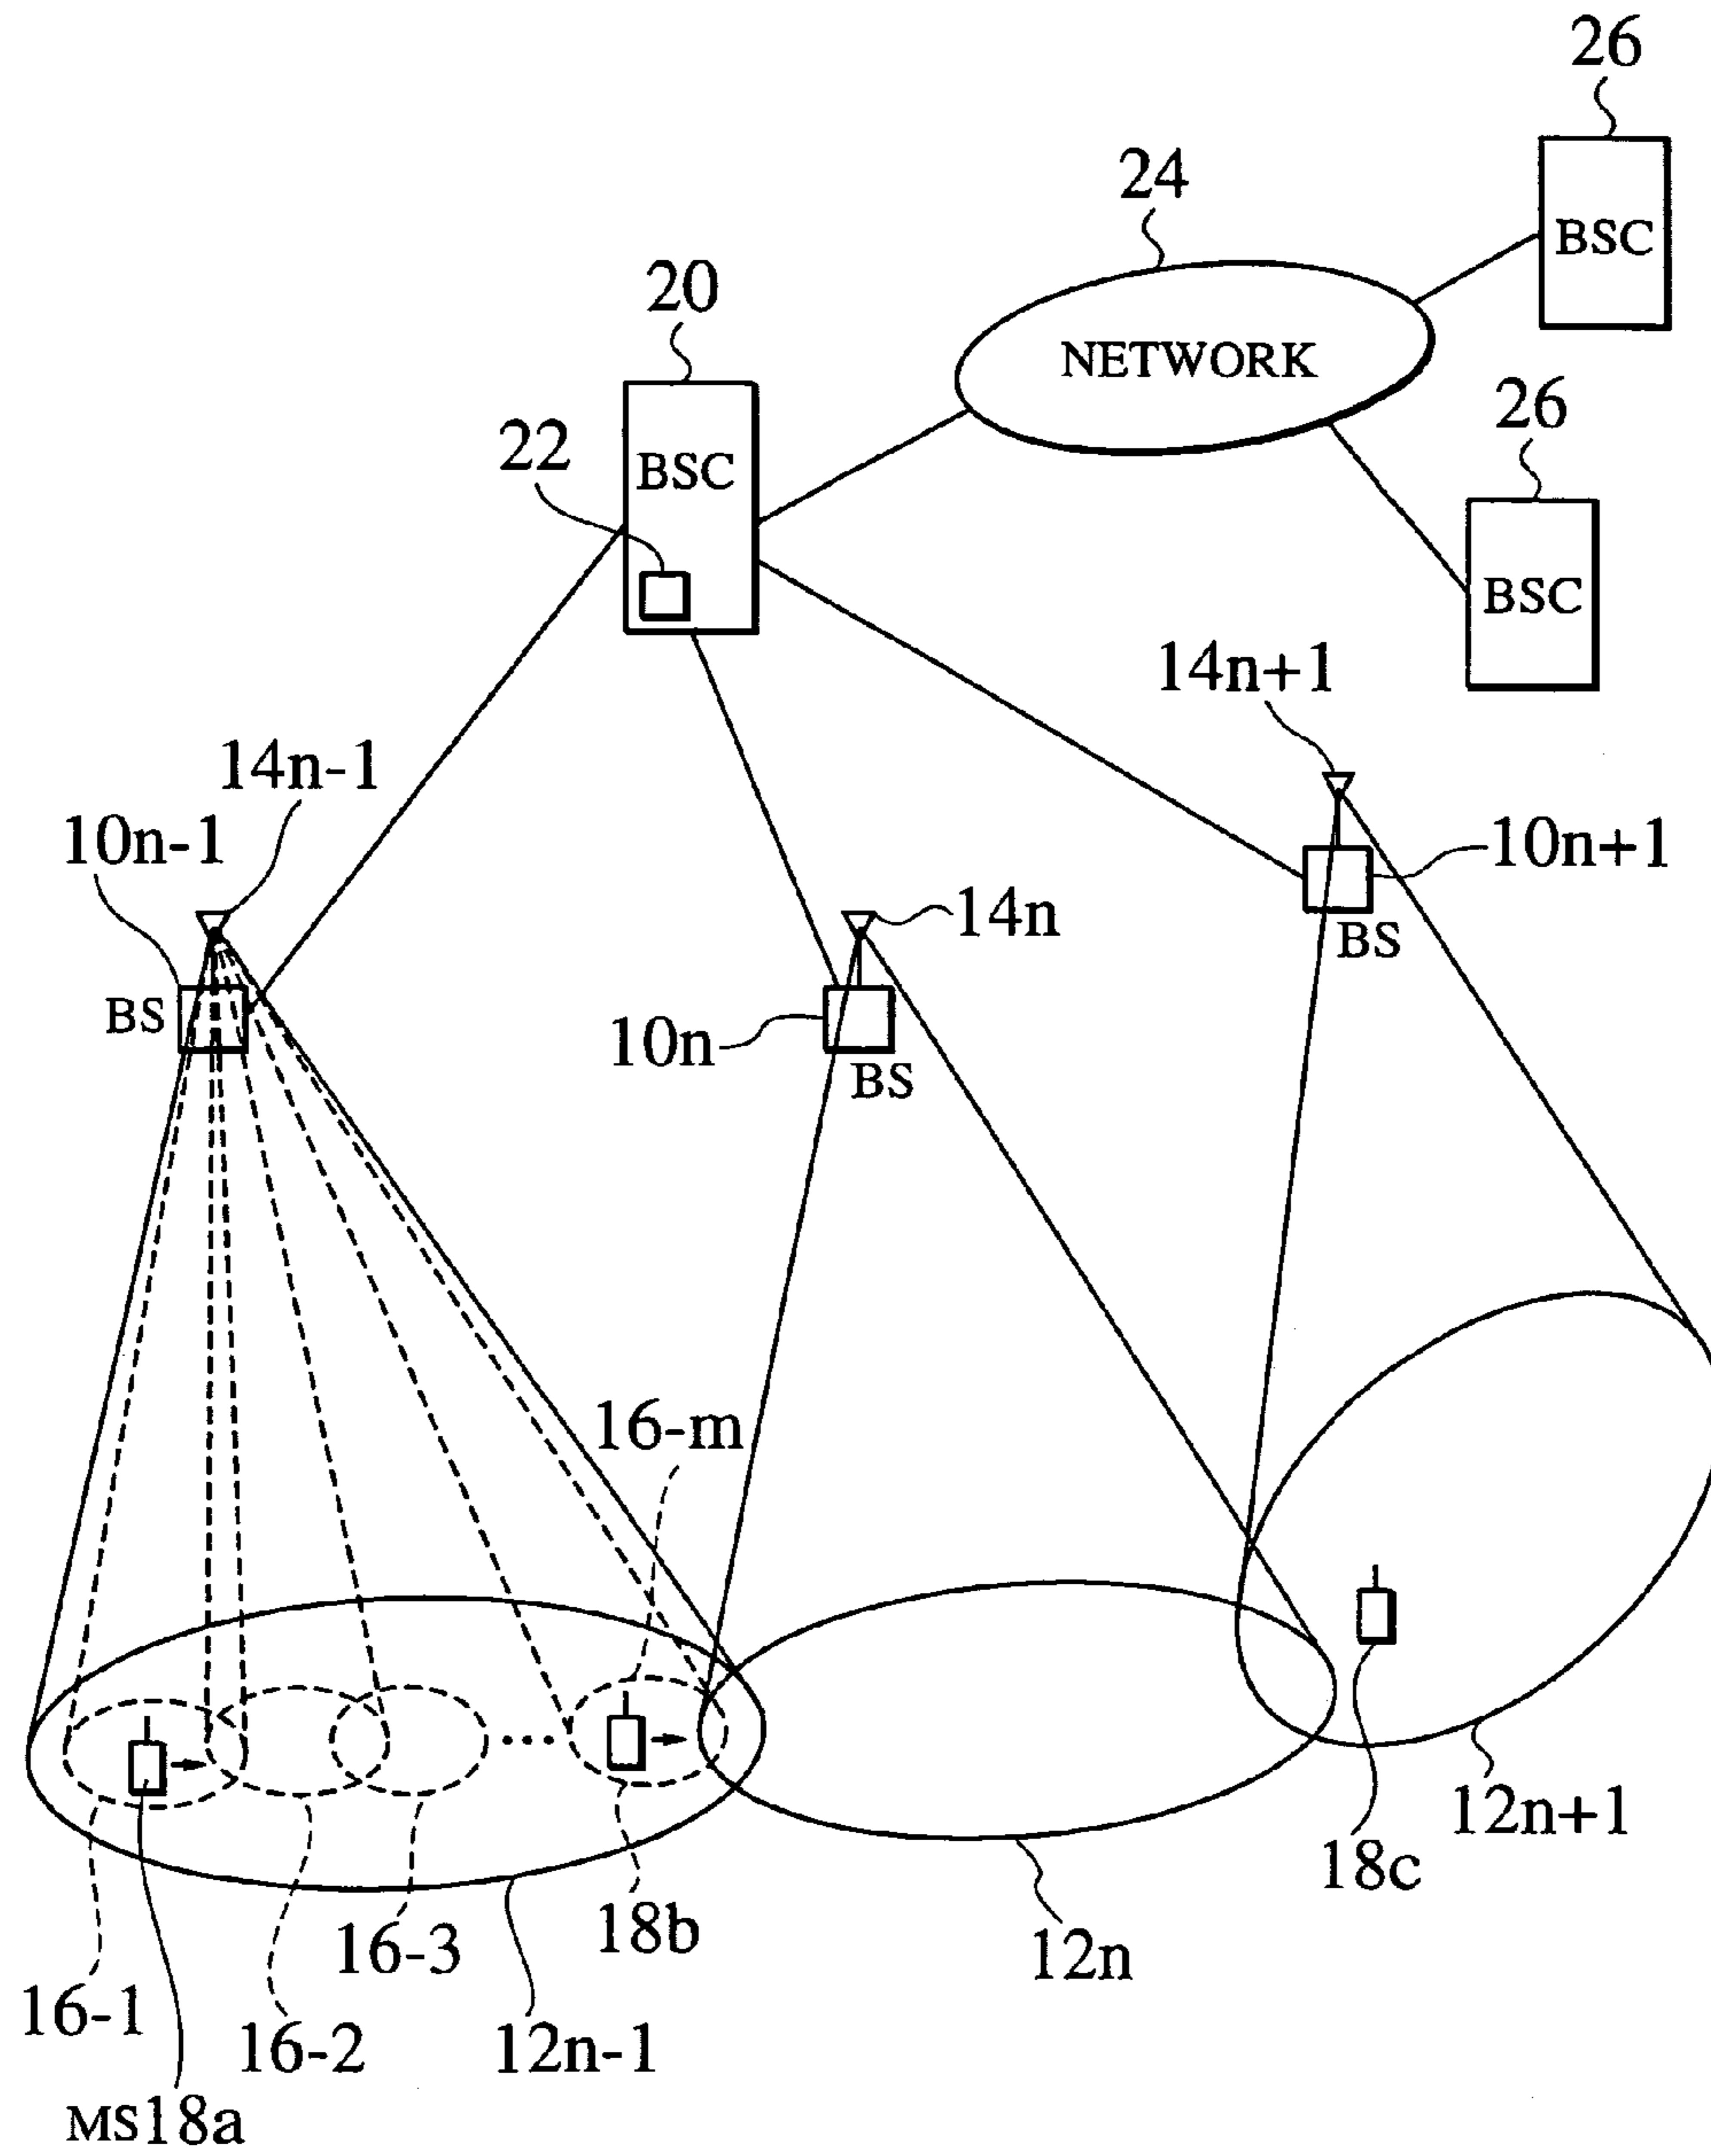 26
24
BSC
20
NETWORK
26
22
BSC
BSC
14n+1
14n-1
10n-1
10n+1
14n
BS
BS
10n
BS
16-m
12n+1
18c
18b
16-3
12n
16-1
16-2
12n-1
MS18a